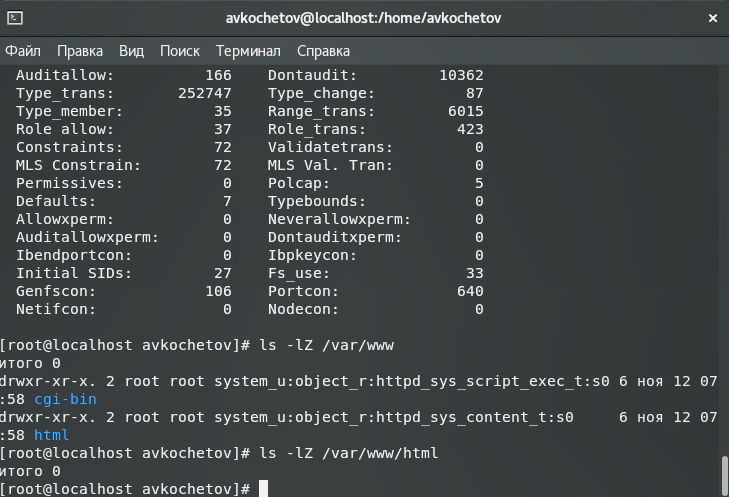 avkochetov@localhost:/home/avkochetov
Файл Правка Вид Поиск Терминал Справка
Auditallow: 166 Dontaudit: 10362
Type_trans: 252747 Type_change: 87
Type_member: 35 Range_trans: 6015
Role allow: 37 Role_trans: 423
Constraints: 72 Validatetrans: 0
MLS Constrain: 72 MLS Val. Tran: 0
Permissives: 0 Polcap: 5
Defaults: 7 Typebounds: 0
Allowxperm: 0 Neverallowxperm: 0
Auditallowxperm: 0 Dontauditxperm: 0
Ibendportcon: 0 Ibpkeycon: 0
Initial SIDs: 27 Fs_use: 33
Genfscon: 106 Portcon: 640
Netifcon: 0 Nodecon: 0
[root@localhost avkochetov]# ls -lZ /var/www
итого 0
drwxr-xr-x. 2 root root system_u:object_r:httpd_sys_script_exec_t:s0 6 ноя 12 07
:58 cgi-bin
drwxr-xr-x. 2 root root system_u:object_r:httpd_sys_content_t:s0 6 ноя 12 07
:58 html
[root@localhost avkochetov]# ls -lZ /var/www/html
итого 0
[root@localhost avkochetov]#